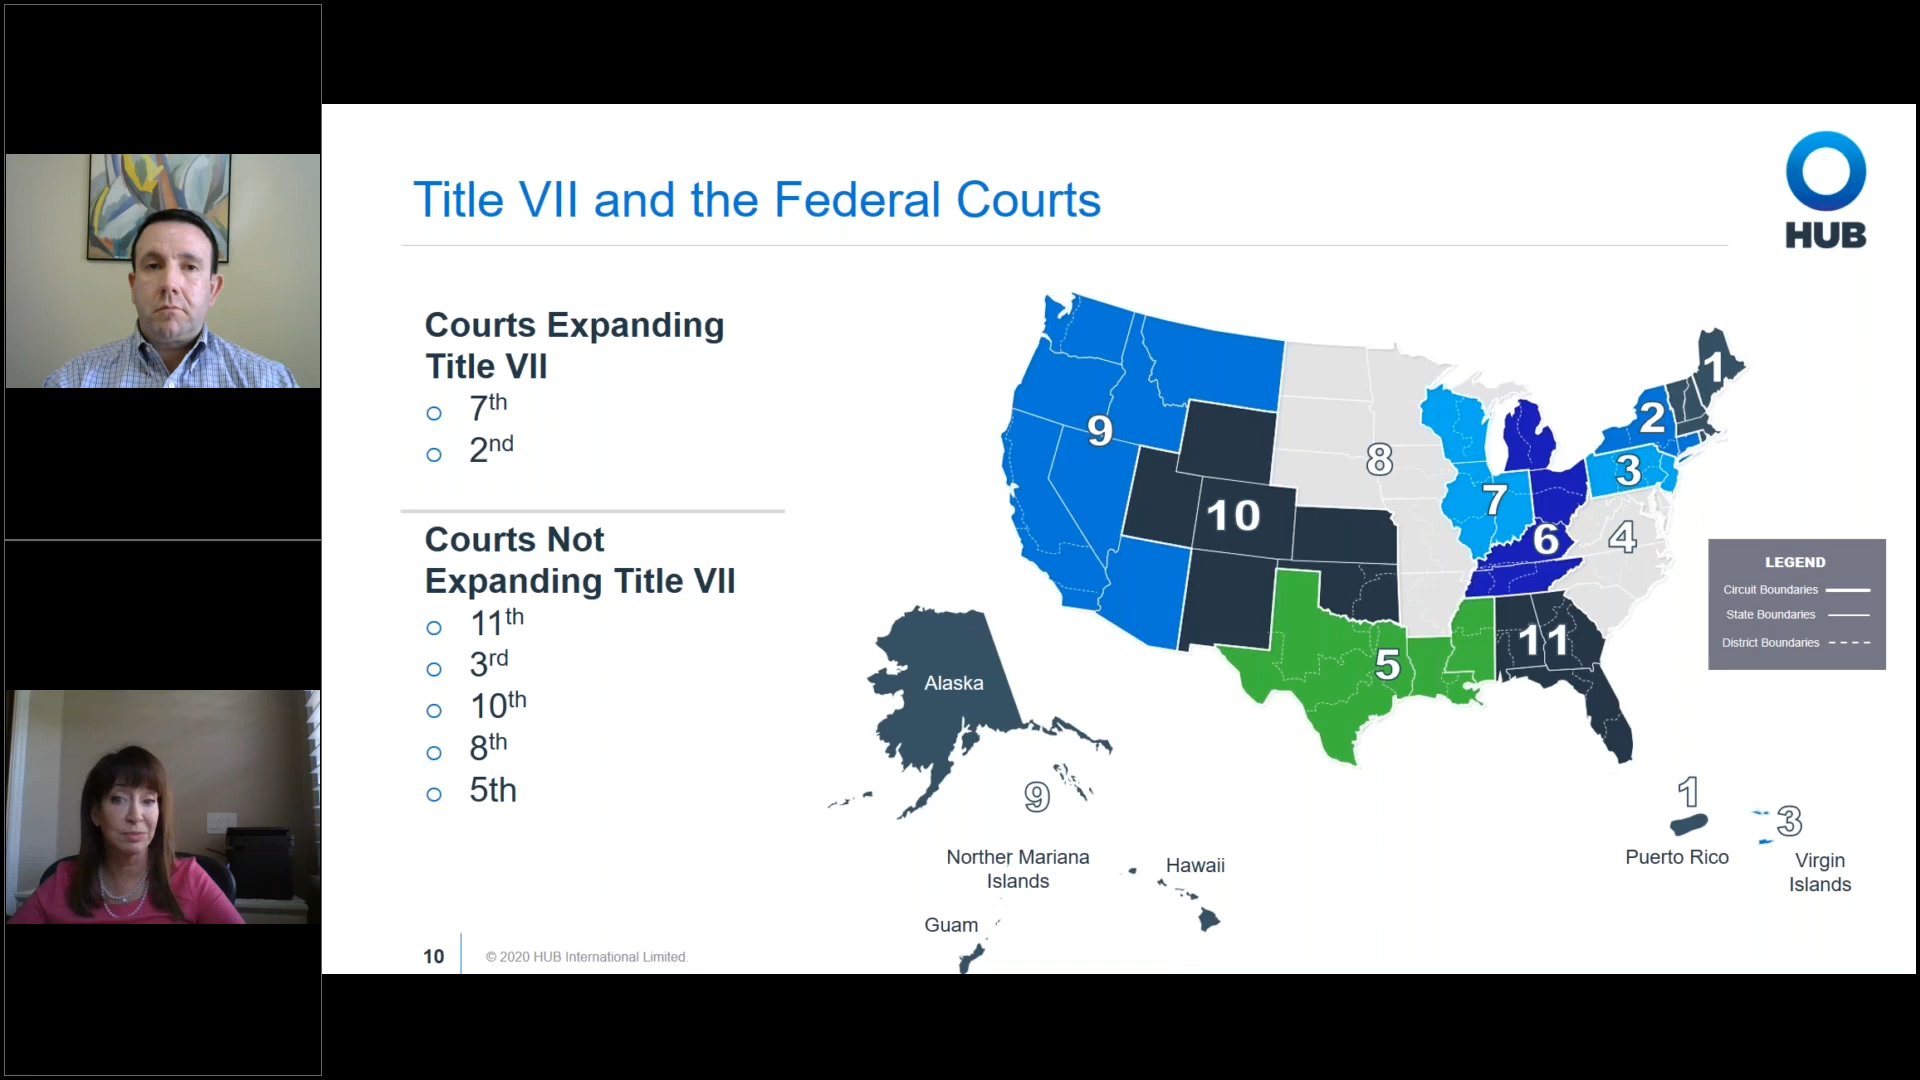 Title VII and the Federal Courts
HUB
Courts Expanding
Title VII
7th
2nd
Courts Not
Expanding Title VII
11th
3rd
10th
8th
5th
1
2
3
9
8
7
4
10
6
11
5
LEGEND
Circuit Boundaries
State Boundaries
District Boundaries
Alaska
9
1
3
Norther Mariana
Islands
Hawaii
Guam
Puerto Rico
Virgin
Islands
10
© 2020 HUB International Limited.